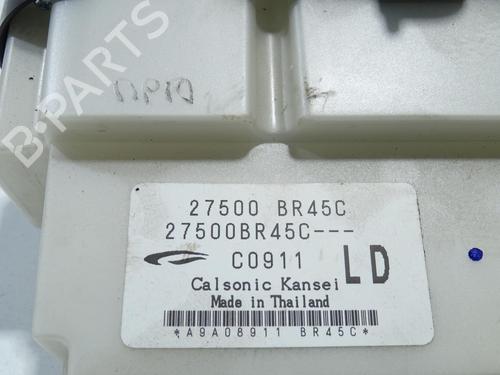 B-PARTS
27500 BR45C
27500BR45C---
C0911 LD
Calsonic Kansei
Made in Thailand
*A9A08911 BR45C*